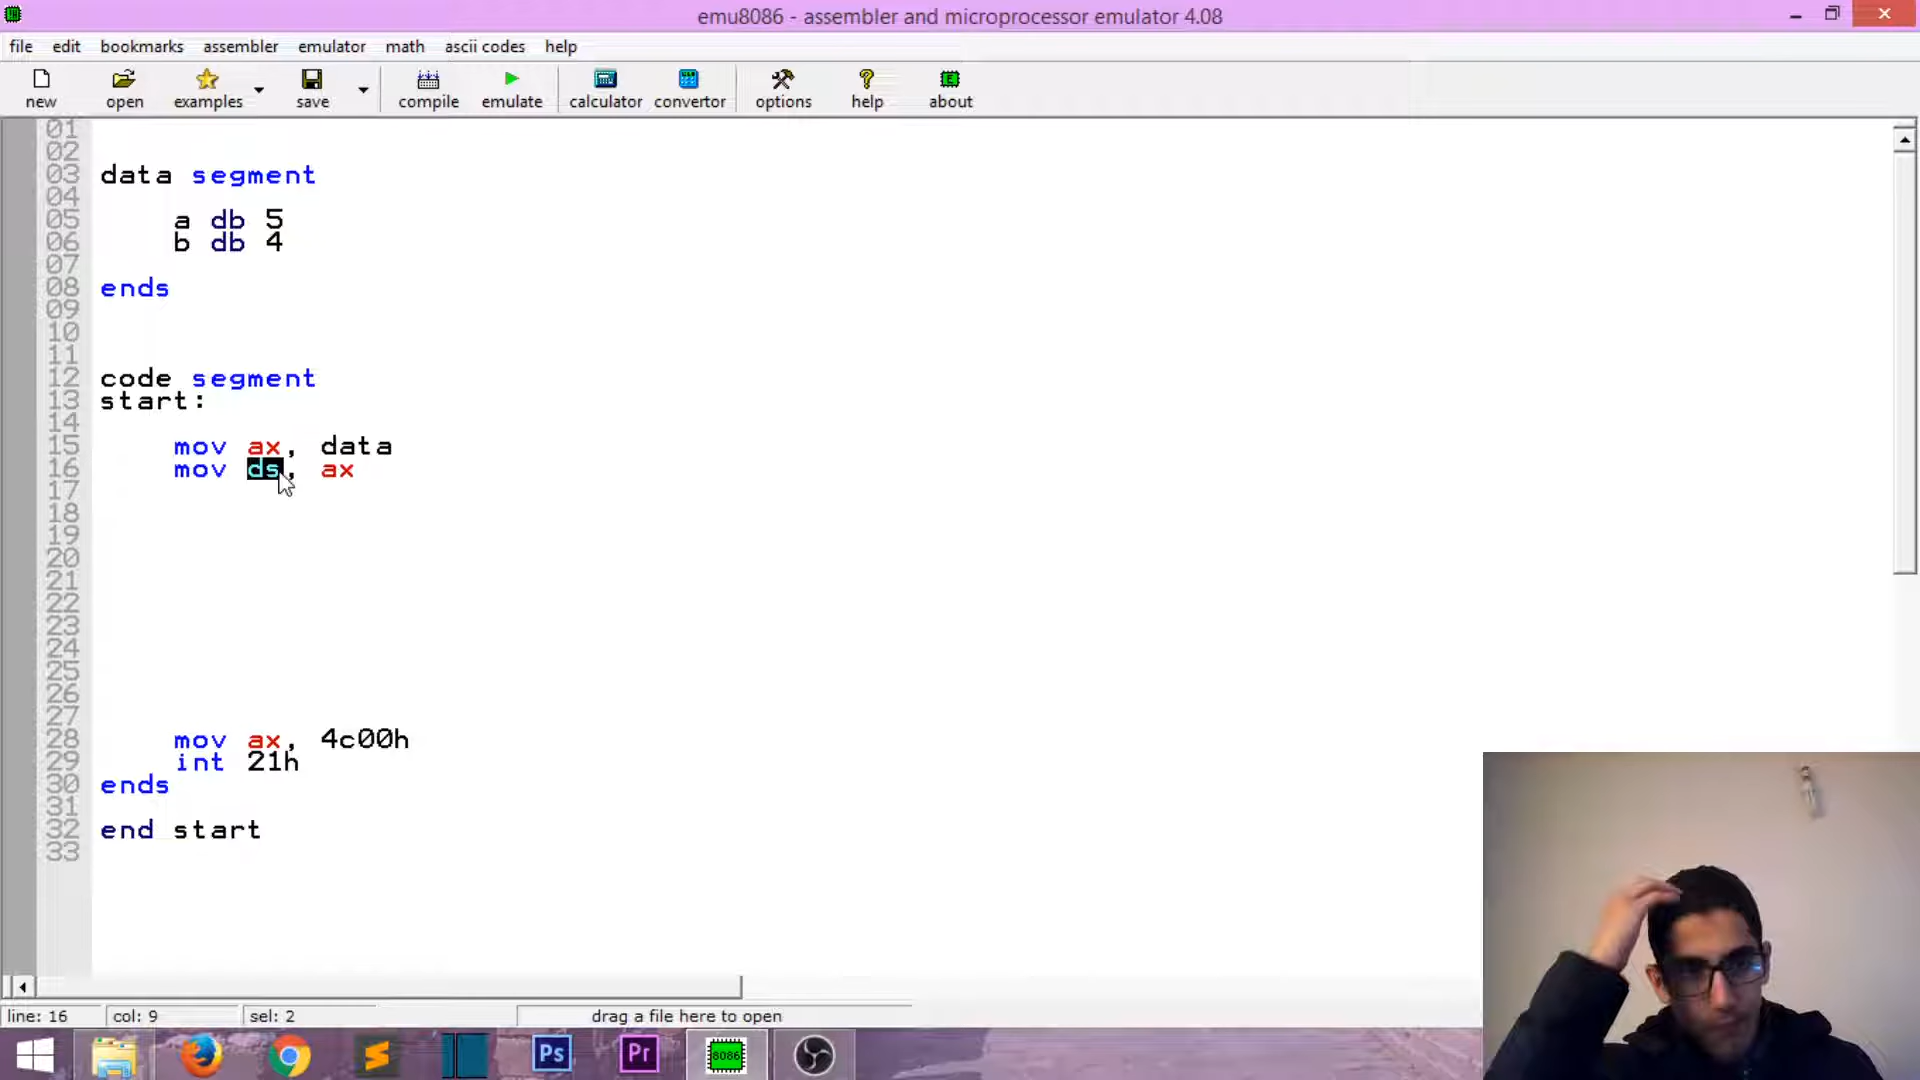 emu8086 - assembler and microprocessor emulator 4.08
file edit bookmarks assembler emulator math ascii codes help
new open examples save compile emulate calculator convertor options help about
01
02
03 data segment
04
05 a db 5
06 b db 4
07
08 ends
09
10
11
12 code segment
13 start:
14
15 mov ax, data
16 mov ds, ax
17
18
19
20
21
22
23
24
25
26
27
28 mov ax, 4c00h
29 int 21h
30 ends
31
32 end start
33
line: 16 col: 9 sel: 2 drag a file here to open
Ps Pr 8086